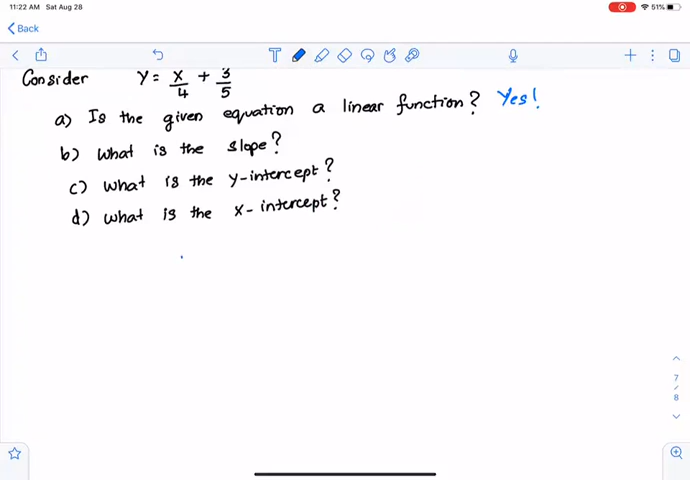 11:22 AM Sat Aug 28
51%
Back
Consider y = x/4 + 3/5
a) Is the given equation a linear function? Yes!
b) What is the slope?
c) What is the y-intercept?
d) What is the x-intercept?
7
/
8